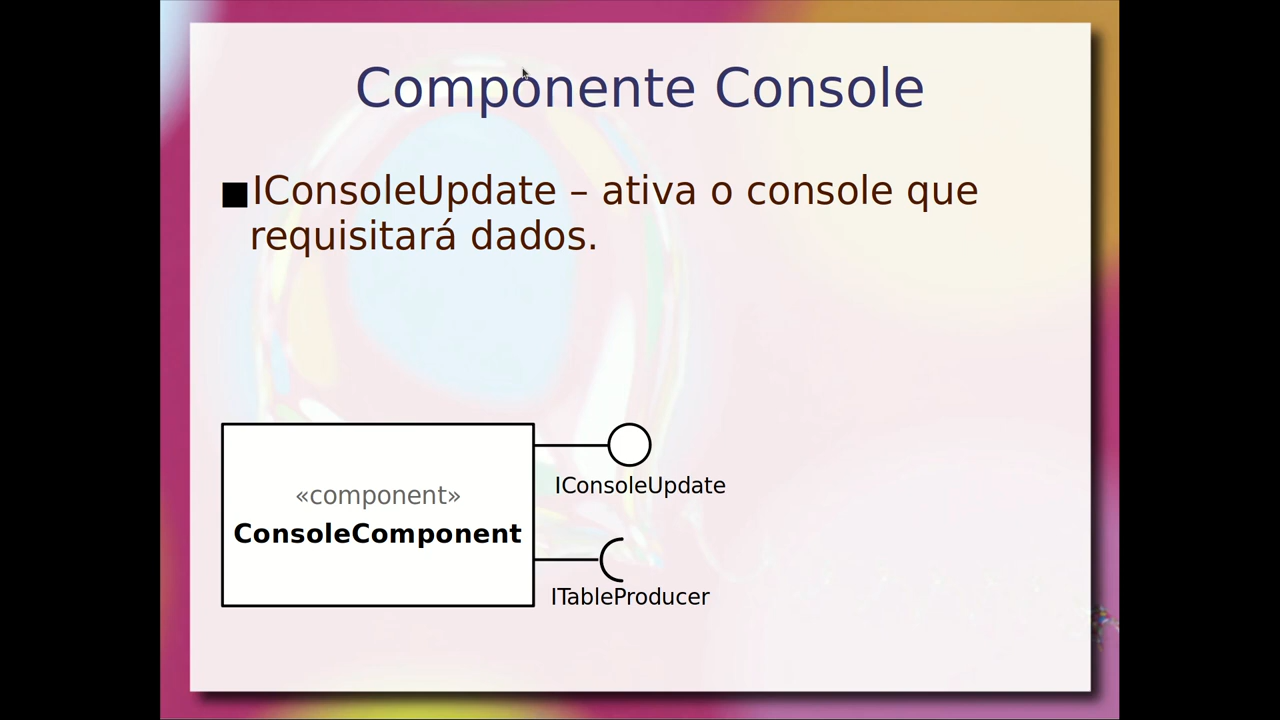 Componente Console
■IConsoleUpdate – ativa o console que
requisitará dados.
IConsoleUpdate
«component»
ConsoleComponent
ITableProducer